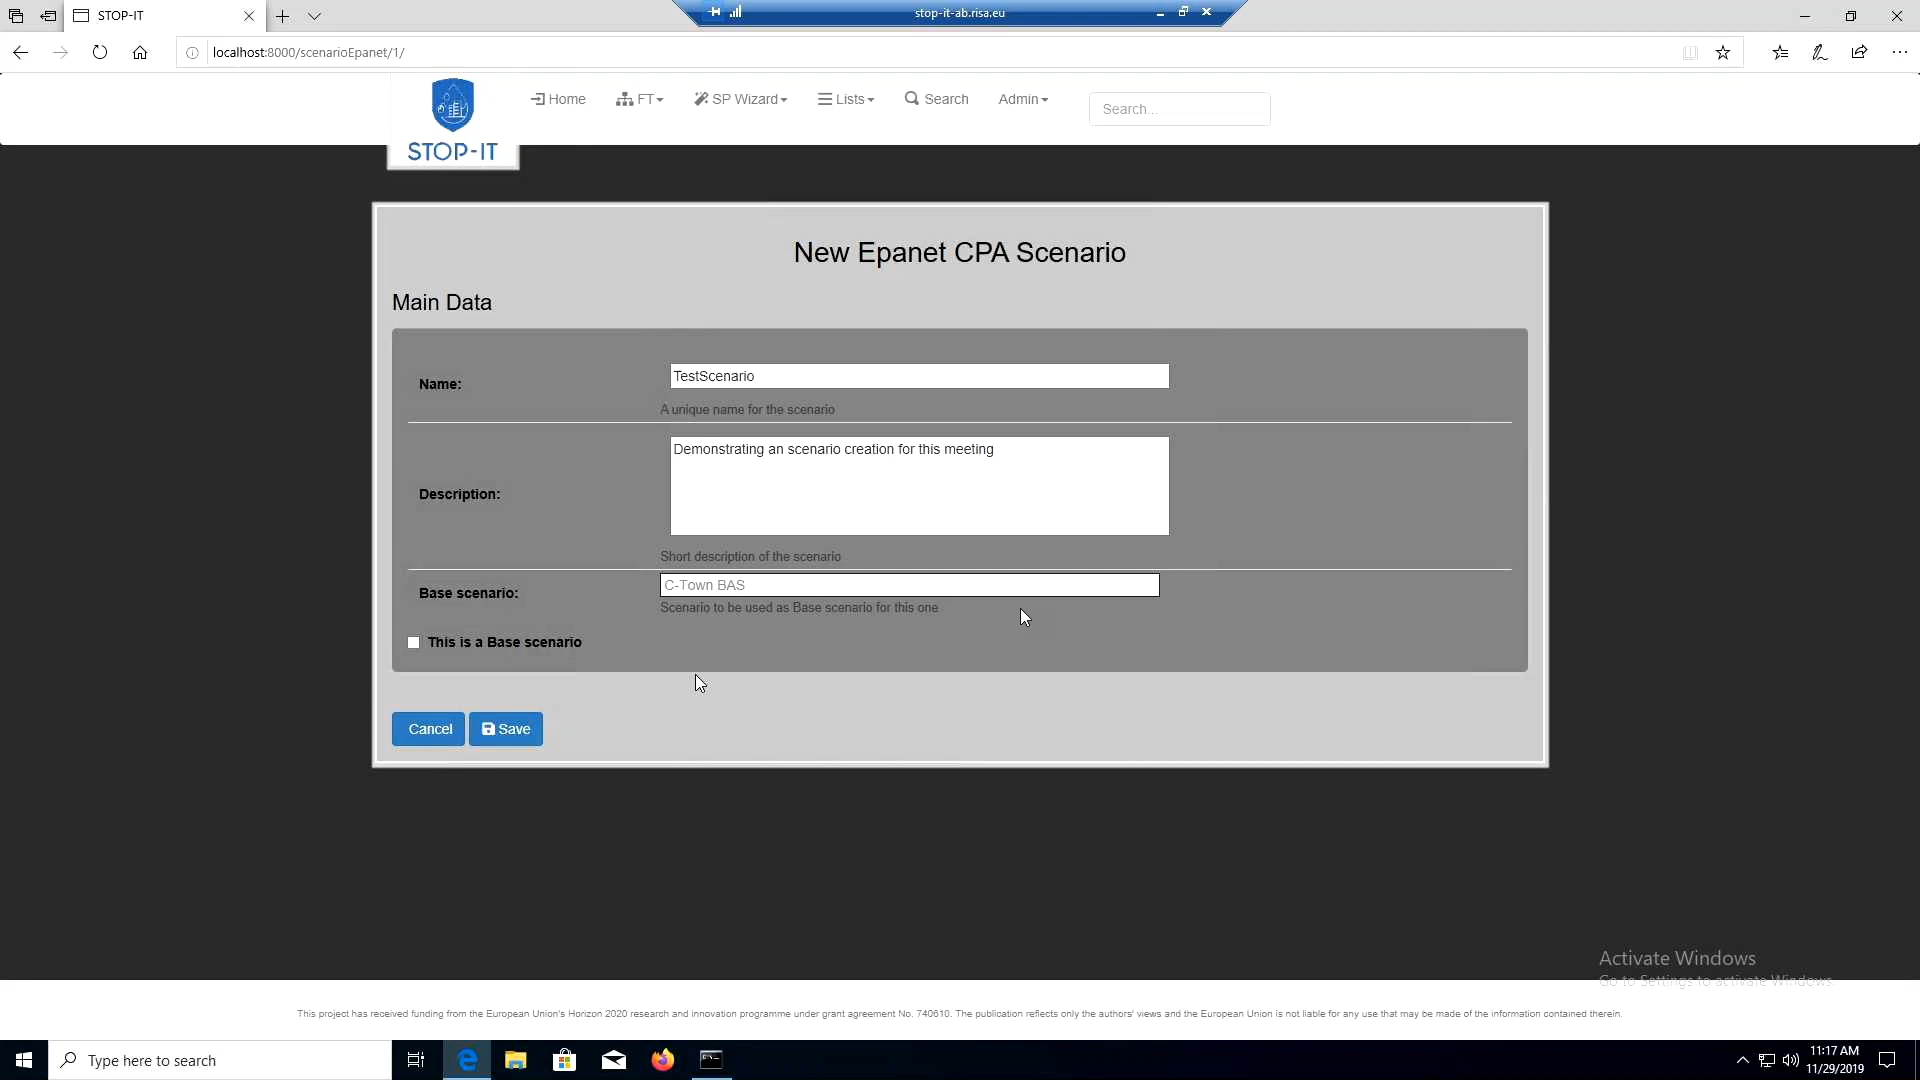 STOP-IT
stop-it-ab.risa.eu
localhost:8000/scenarioEpanet/1/
Home FT SP Wizard Lists Search Admin Search...
STOP-IT
New Epanet CPA Scenario
Main Data
Name: TestScenario
A unique name for the scenario
Description: Demonstrating an scenario creation for this meeting
Short description of the scenario
Base scenario: C-Town BAS
Scenario to be used as Base scenario for this one
This is a Base scenario
Cancel Save
Activate Windows
Go to Settings to activate Windows.
This project has received funding from the European Union's Horizon 2020 research and innovation programme under grant agreement No. 740610. The publication reflects only the authors' views and the European Union is not liable for any use that may be made of the information contained therein.
Type here to search
11:17 AM
11/29/2019